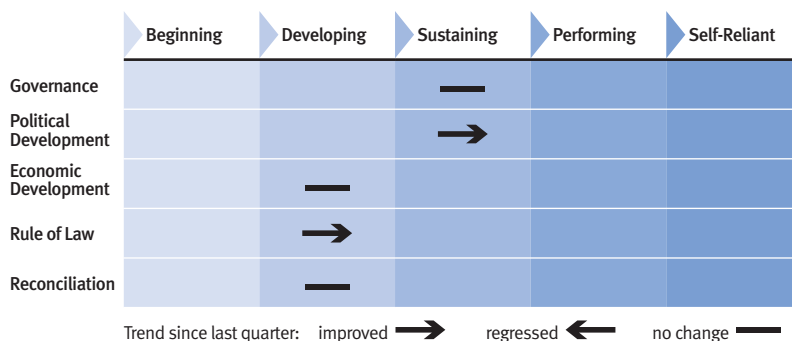 Beginning Developing Sustaining Performing Self-Reliant
Governance
Political
Development
Economic
Development
Rule of Law
Reconciliation
Trend since last quarter: improved regressed no change